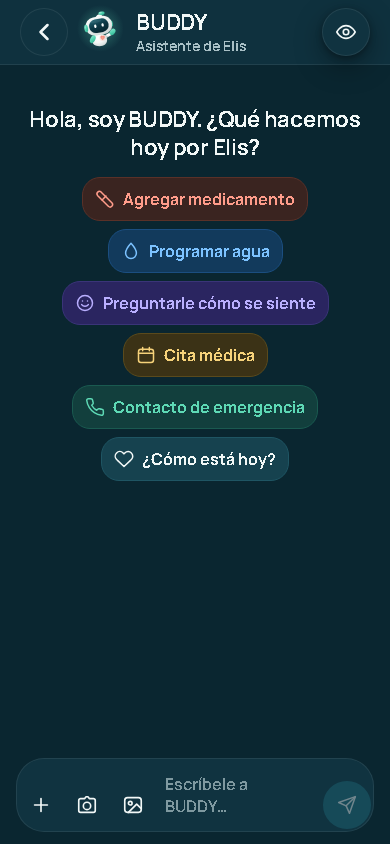 BUDDY
Asistente de Elis
Hola, soy BUDDY. ¿Qué hacemos
hoy por Elis?
Agregar medicamento
Programar agua
Preguntarle cómo se siente
Cita médica
Contacto de emergencia
¿Cómo está hoy?
Escríbele a
BUDDY...